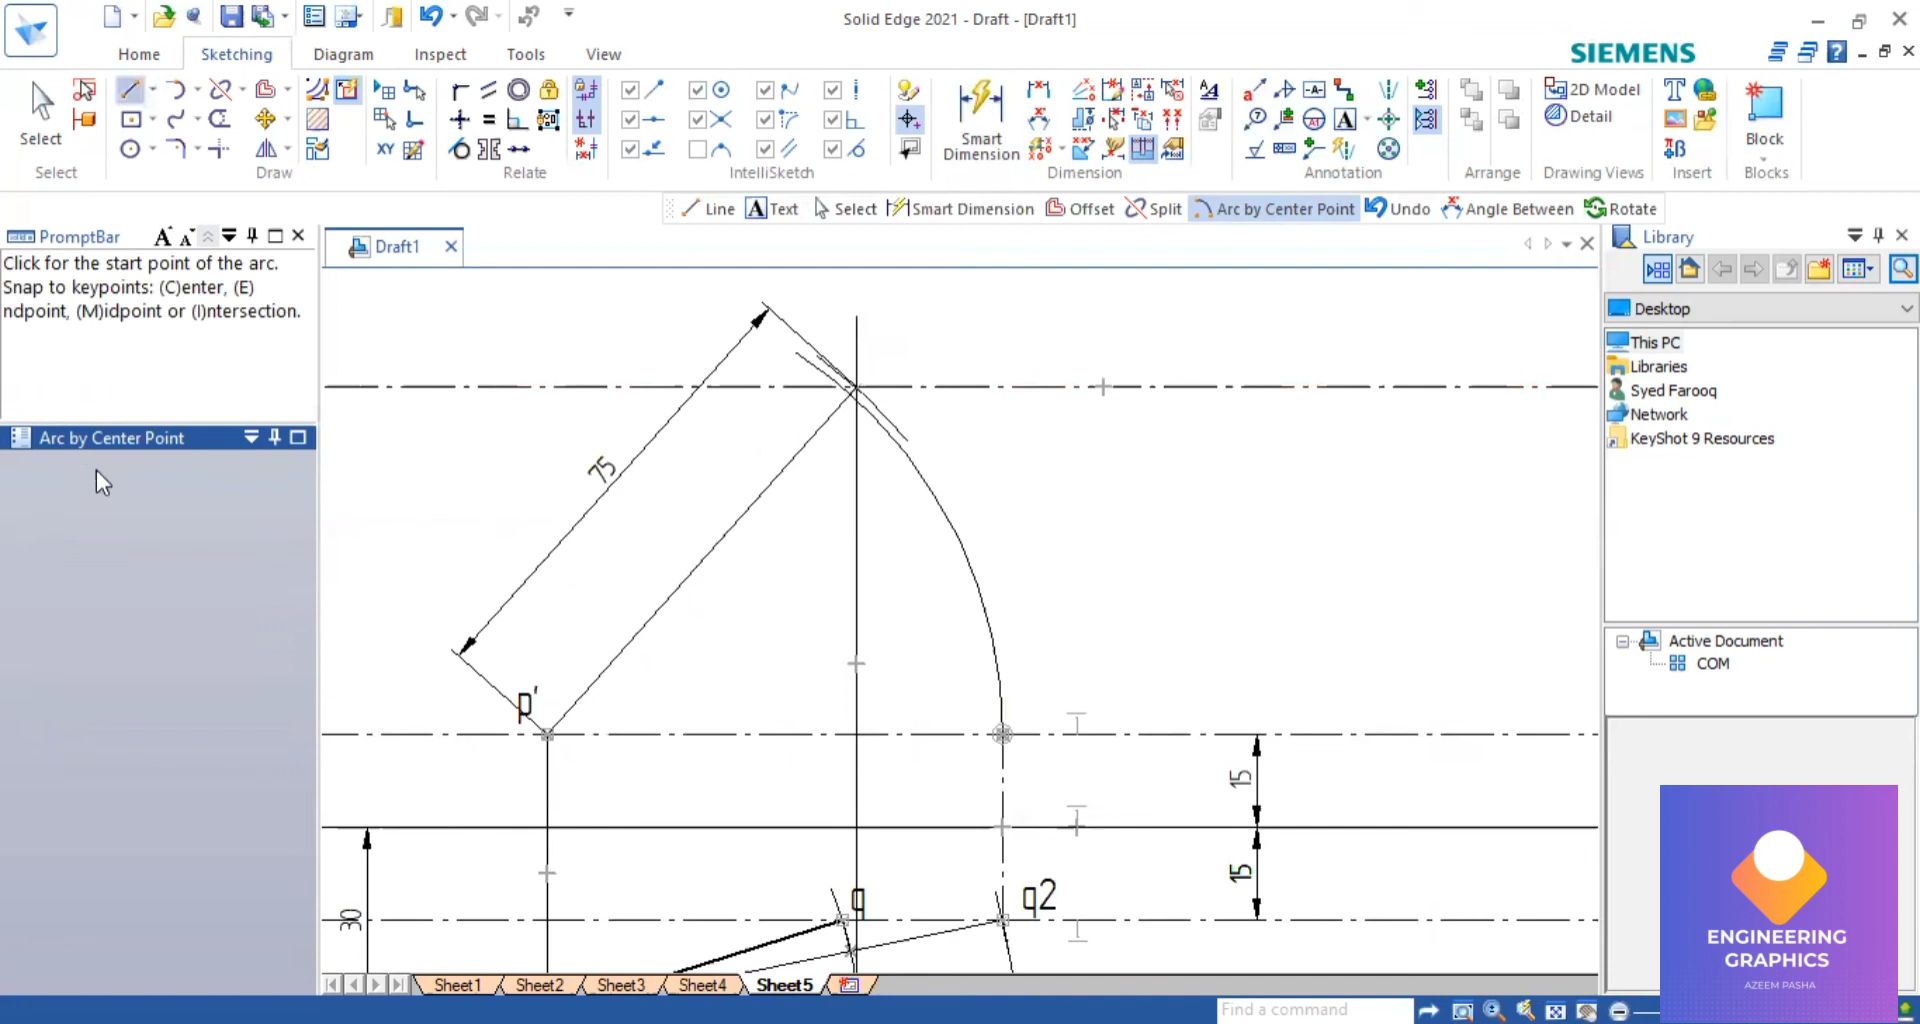 Solid Edge 2021 - Draft - [Draft1]
Home
Sketching
Diagram
Inspect
Tools
View
SIEMENS
Select
Select
Draw
XY
Relate
IntelliSketch
Smart
Dimension
Dimension
A
Annotation
Arrange
2D Model
Detail
Drawing Views
Insert
Block
Blocks
Line
Text
Select
Smart Dimension
Offset
Split
Arc by Center Point
Undo
Angle Between
Rotate
PromptBar
Click for the start point of the arc.
Snap to keypoints: (C)enter, (E)
ndpoint, (M)idpoint or (I)ntersection.
Arc by Center Point
Draft1
75
p'
15
15
30
q
q2
Library
Desktop
This PC
Libraries
Syed Farooq
Network
KeyShot 9 Resources
Active Document
COM
Sheet1
Sheet2
Sheet3
Sheet4
Sheet5
Find a command
ENGINEERING
GRAPHICS
AZEEM PASHA